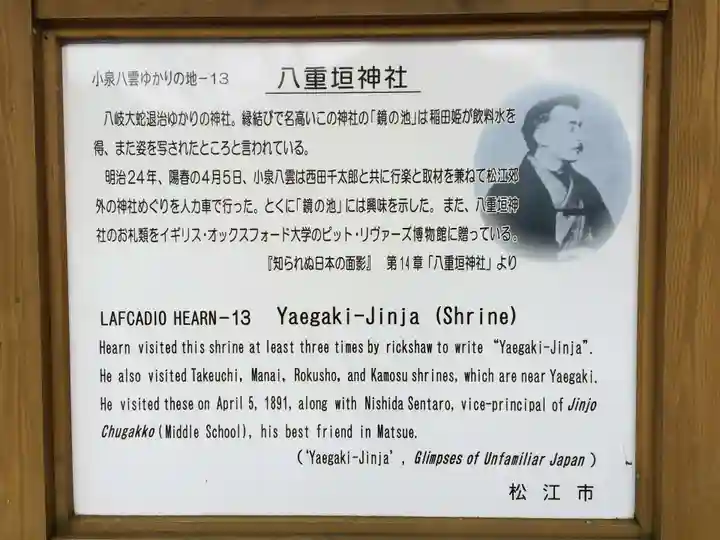 小泉八雲ゆかりの地-13　八重垣神社
八岐大蛇退治ゆかりの神社。縁結びで名高いこの神社の「鏡の池」は稲田姫が飲料水を
得、また姿を写されたところと言われている。
明治24年、陽春の4月5日、小泉八雲は西田千太郎と共に行楽と取材を兼ねて松江郊
外の神社めぐりを人力車で行った。とくに「鏡の池」には興味を示した。また、八重垣神
社のお札類をイギリス・オックスフォード大学のピット・リヴァーズ博物館に贈っている。
『知られぬ日本の面影』　第14章「八重垣神社」より
LAFCADIO HEARN-13　Yaegaki-Jinja (Shrine)
Hearn visited this shrine at least three times by rickshaw to write “Yaegaki-Jinja”.
He also visited Takeuchi, Manai, Rokusho, and Kamosu shrines, which are near Yaegaki.
He visited these on April 5, 1891, along with Nishida Sentaro, vice-principal of Jinjo
Chugakko (Middle School), his best friend in Matsue.
(‘Yaegaki-Jinja’, Glimpses of Unfamiliar Japan)
松江市